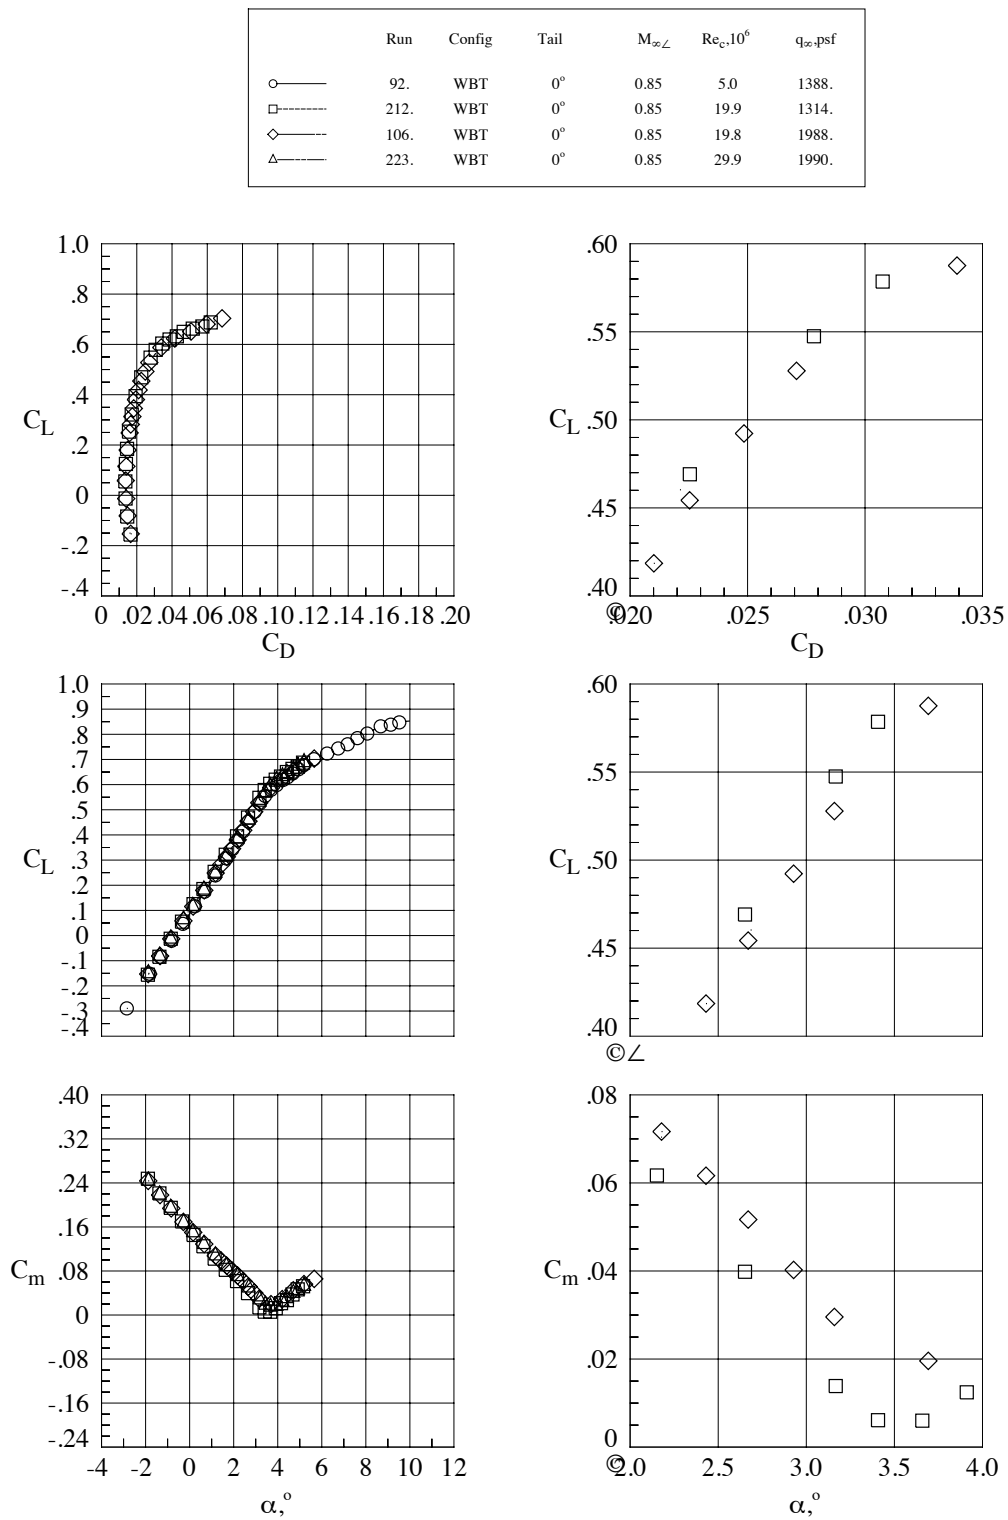 Run Config Tail M∞∠ Rec,10^6 q∞,psf
92. WBT 0° 0.85 5.0 1388.
212. WBT 0° 0.85 19.9 1314.
106. WBT 0° 0.85 19.8 1988.
223. WBT 0° 0.85 29.9 1990.
1.0
.8
.6
.4
.2
0
-.2
-.4
CL
0 .02 .04 .06 .08 .10 .12 .14 .16 .18 .20
CD
.60
.55
.50
.45
.40
CL
©
.020 .025 .030 .035
CD
1.0
.9
.8
.7
.6
.5
.4
.3
.2
.1
0
-.1
-.2
-.3
-.4
CL
.60
.55
.50
.45
.40
CL
©∠
.40
.32
.24
.16
.08
0
-.08
-.16
-.24
Cm
-4 -2 0 2 4 6 8 10 12
α,°
.08
.06
.04
.02
0
Cm
©
2.0 2.5 3.0 3.5 4.0
α,°